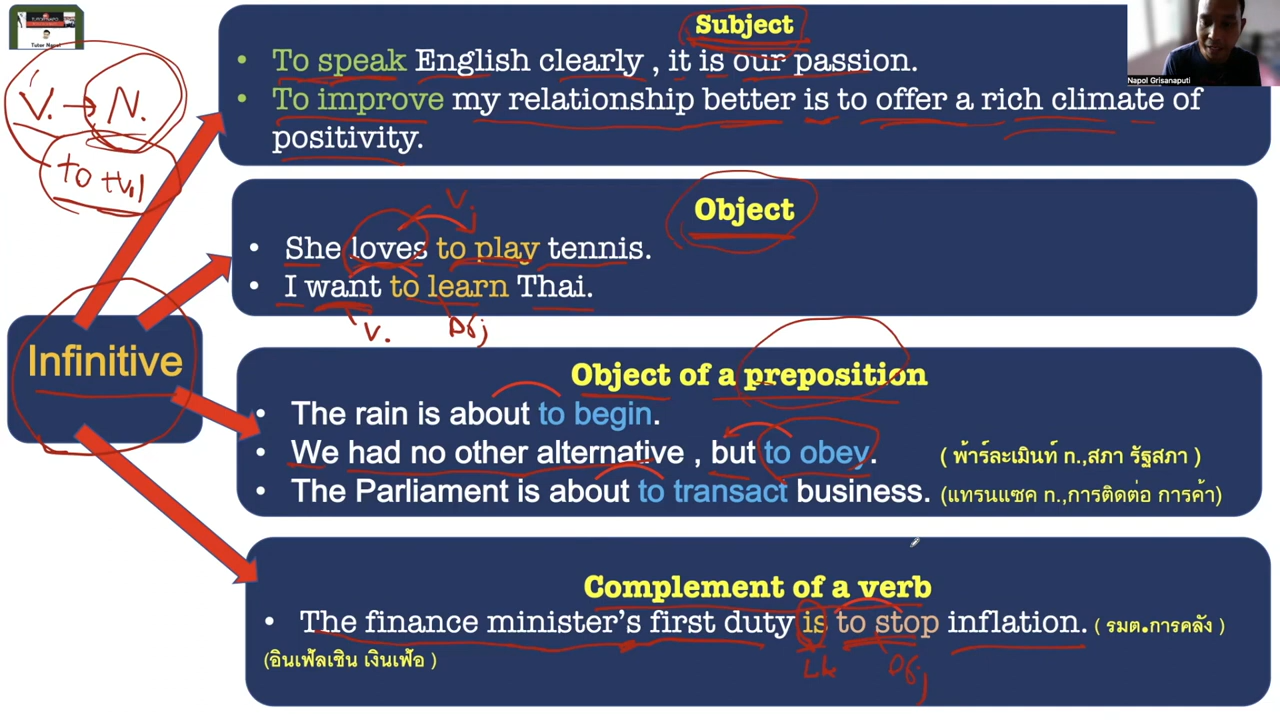 Tutor Napol
Napol Grisanaputi
Subject
• To speak English clearly , it is our passion.
• To improve my relationship better is to offer a rich climate of
positivity.
V. → N.
to + v.1
Object
V.
• She loves to play tennis.
• I want to learn Thai.
V. Obj
Infinitive
Object of a preposition
• The rain is about to begin.
• We had no other alternative , but to obey. ( พ้าร์ละเมินท์ n.,สภา รัฐสภา )
• The Parliament is about to transact business. (แทรนแซค n.,การติดต่อ การค้า)
Complement of a verb
• The finance minister’s first duty is to stop inflation. ( รมต.การคลัง )
(อินเฟ้ลเชิน เงินเฟ้อ )
Obj